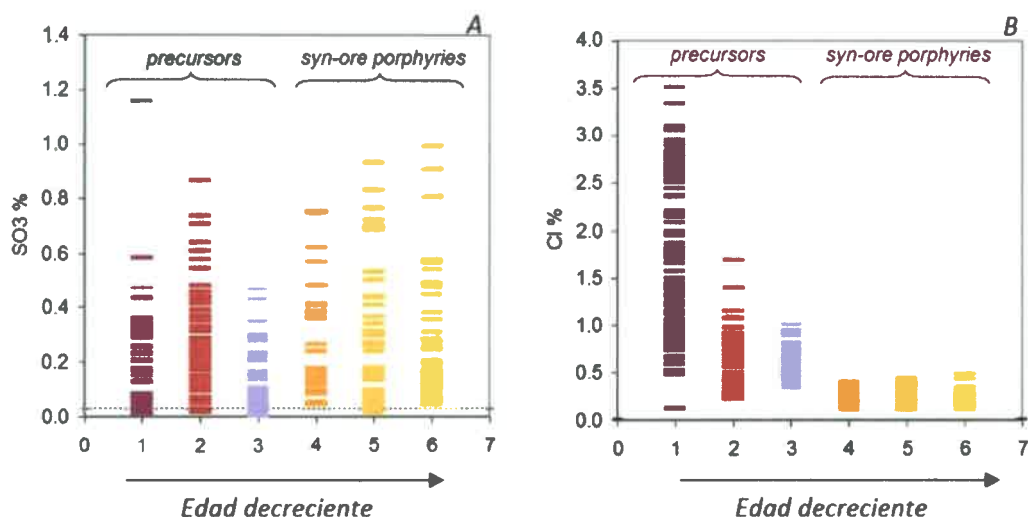 A
precursors
syn-ore porphyries
SO3 %
1.4
1.2
1.0
0.8
0.6
0.4
0.2
0.0
0 1 2 3 4 5 6 7
Edad decreciente
B
precursors
syn-ore porphyries
Cl %
4.0
3.5
3.0
2.5
2.0
1.5
1.0
0.5
0.0
0 1 2 3 4 5 6 7
Edad decreciente